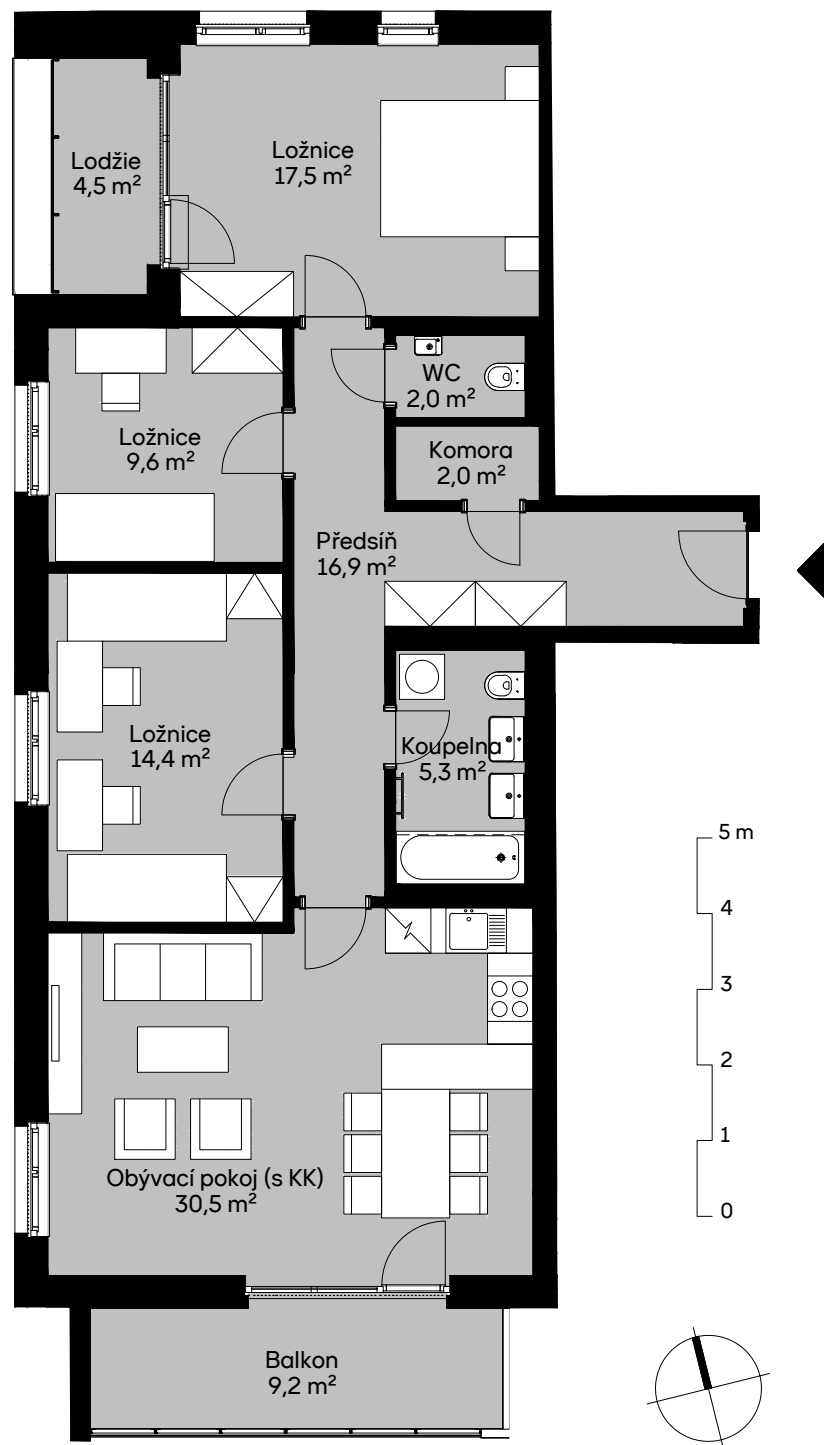 Lodžie
4,5 m²
Ložnice
17,5 m²
WC
2,0 m²
Ložnice
9,6 m²
Komora
2,0 m²
Předsíň
16,9 m²
Ložnice
14,4 m²
Koupelna
5,3 m²
5 m
4
3
2
1
0
Obývací pokoj (s KK)
30,5 m²
Balkon
9,2 m²